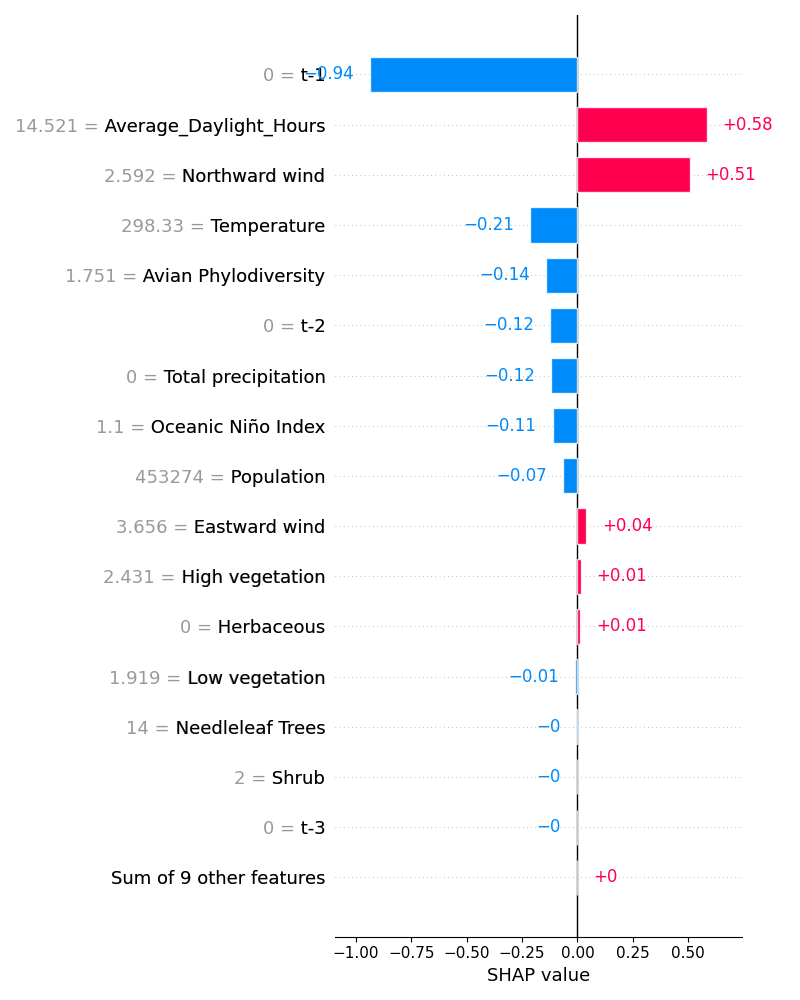 0 = t-1 −0.94
14.521 = Average_Daylight_Hours +0.58
2.592 = Northward wind +0.51
298.33 = Temperature −0.21
1.751 = Avian Phylodiversity −0.14
0 = t-2 −0.12
0 = Total precipitation −0.12
1.1 = Oceanic Niño Index −0.11
453274 = Population −0.07
3.656 = Eastward wind +0.04
2.431 = High vegetation +0.01
0 = Herbaceous +0.01
1.919 = Low vegetation −0.01
14 = Needleleaf Trees −0
2 = Shrub −0
0 = t-3 −0
Sum of 9 other features +0
−1.00 −0.75 −0.50 −0.25 0.00 0.25 0.50
SHAP value